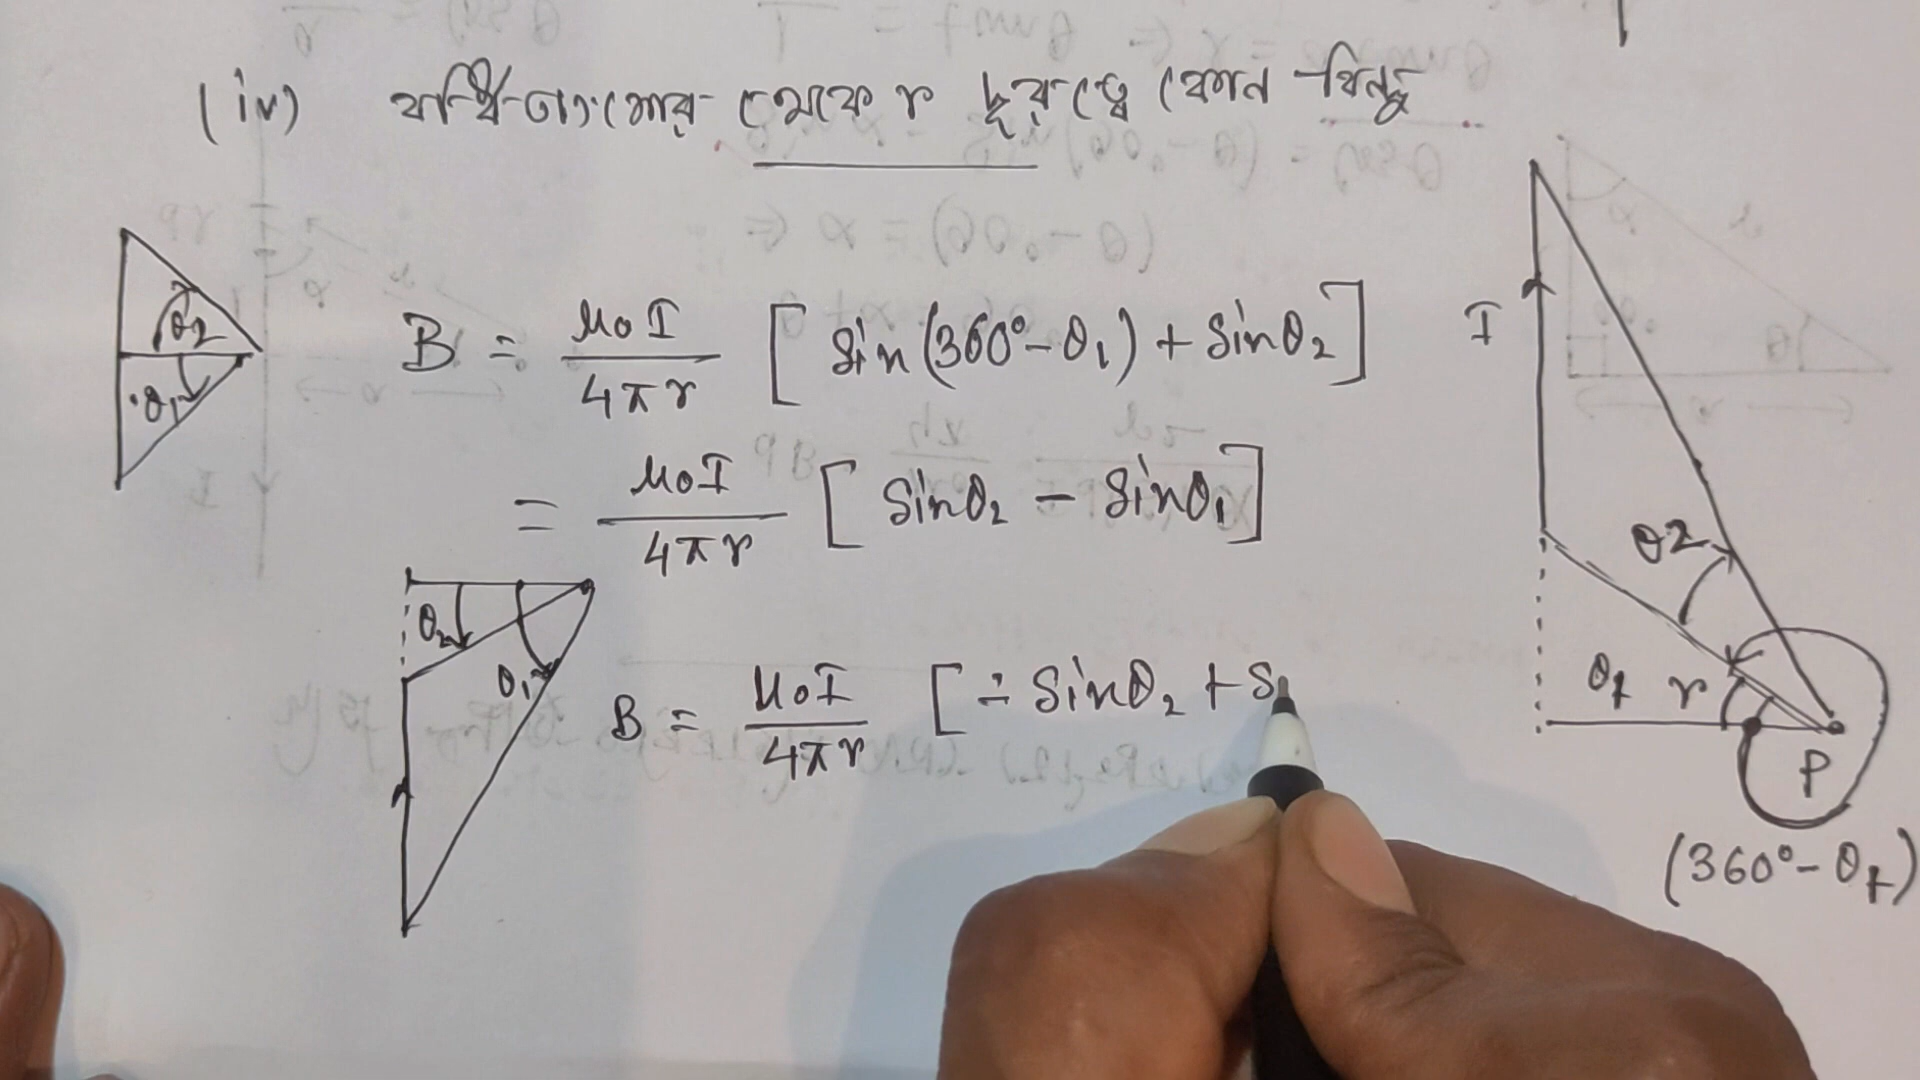 (iv) বর্ধিতাংশের থেকে r দূরত্বে কোন বিন্দু
B = μ₀I / 4πr [ Sin(360° - θ₁) + Sinθ₂ ]
= μ₀I / 4πr [ Sinθ₂ - Sinθ₁ ]
B = μ₀I / 4πr [ - Sinθ₂ + S
θ2
θ₁
θ₂
θ₁
I
θ2
θ₁ r
P
(360° - θ₁)